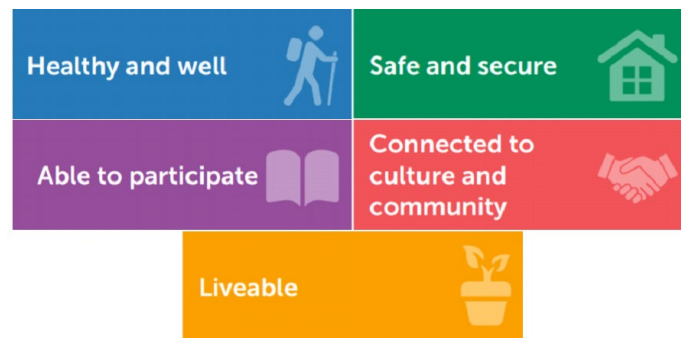 Healthy and well
Safe and secure
Able to participate
Connected to
culture and
community
Liveable